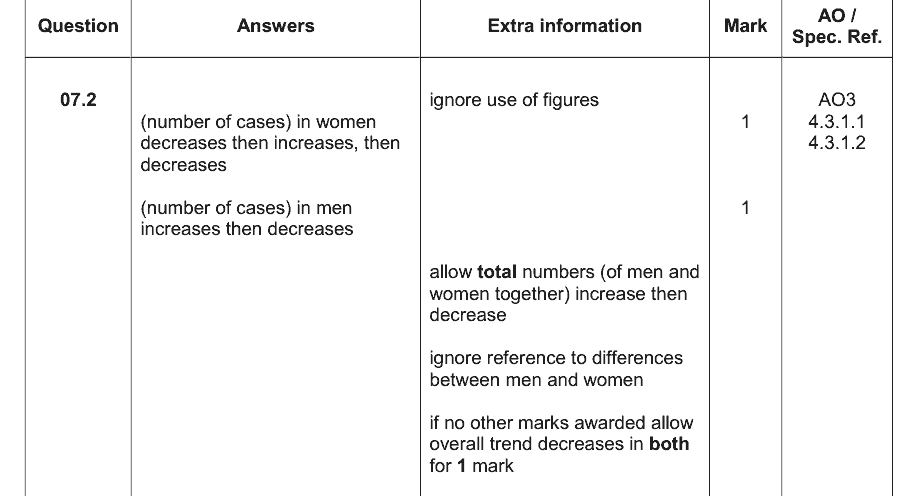 Question Answers Extra information Mark AO /
Spec. Ref.
07.2 ignore use of figures AO3
(number of cases) in women 1 4.3.1.1
decreases then increases, then 4.3.1.2
decreases
(number of cases) in men 1
increases then decreases
allow total numbers (of men and
women together) increase then
decrease
ignore reference to differences
between men and women
if no other marks awarded allow
overall trend decreases in both
for 1 mark